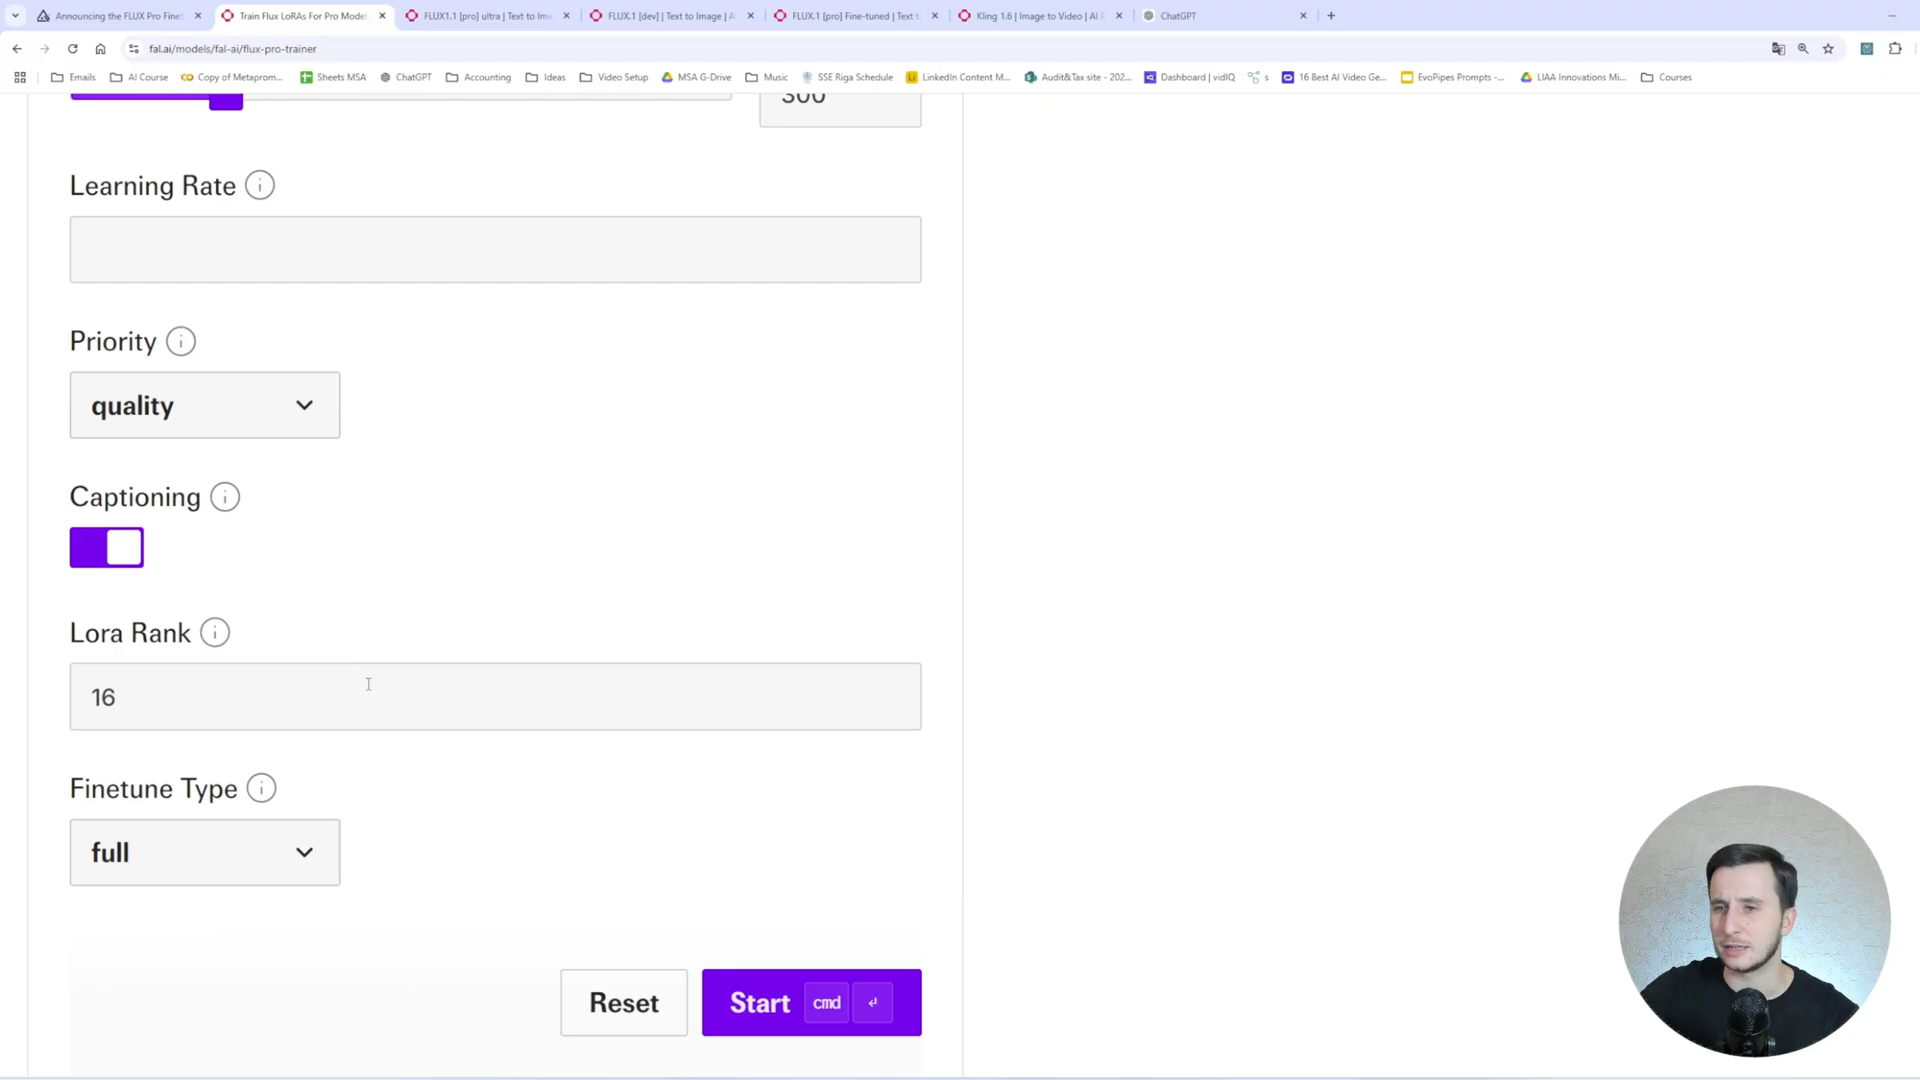 Announcing the FLUX Pro Finet
Train Flux LoRAs For Pro Model
FLUX1.1 [pro] ultra | Text to Im
FLUX.1 [dev] | Text to Image | A
FLUX.1 [pro] Fine-tuned | Text t
Kling 1.6 | Image to Video | AI P
ChatGPT
fal.ai/models/fal-ai/flux-pro-trainer
Emails
AI Course
Copy of Metaprom...
Sheets MSA
ChatGPT
Accounting
Ideas
Video Setup
MSA G-Drive
Music
SSE Riga Schedule
LinkedIn Content M...
Audit&Tax site - 202...
Dashboard | vidIQ
s
16 Best AI Video Ge...
EvoPipes Prompts -...
LIAA Innovations Mi...
Courses
300
Learning Rate
Priority
quality
Captioning
Lora Rank
16
Finetune Type
full
Reset
Start cmd ↵